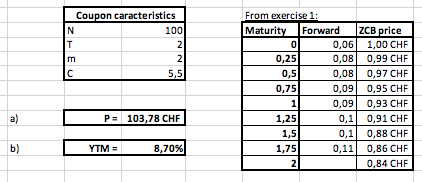 Coupon caracteristics
N 100
T 2
m 2
C 5,5
a) P = 103,78 CHF
b) YTM = 8,70%
From exercise 1:
Maturity Forward ZCB price
0 0,06 1,00 CHF
0,25 0,08 0,99 CHF
0,5 0,08 0,97 CHF
0,75 0,09 0,95 CHF
1 0,09 0,93 CHF
1,25 0,1 0,91 CHF
1,5 0,1 0,88 CHF
1,75 0,11 0,86 CHF
2 0,84 CHF